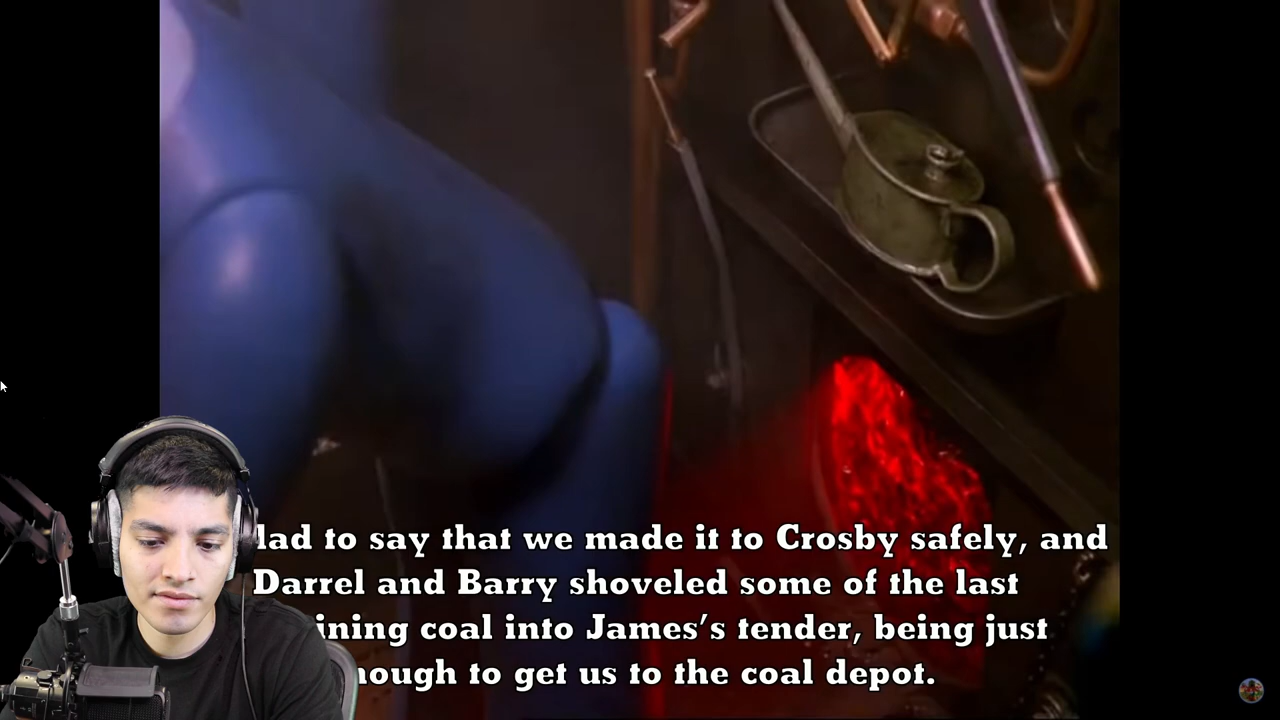 lad to say that we made it to Crosby safely, and
Darrel and Barry shoveled some of the last
ining coal into James's tender, being just
nough to get us to the coal depot.